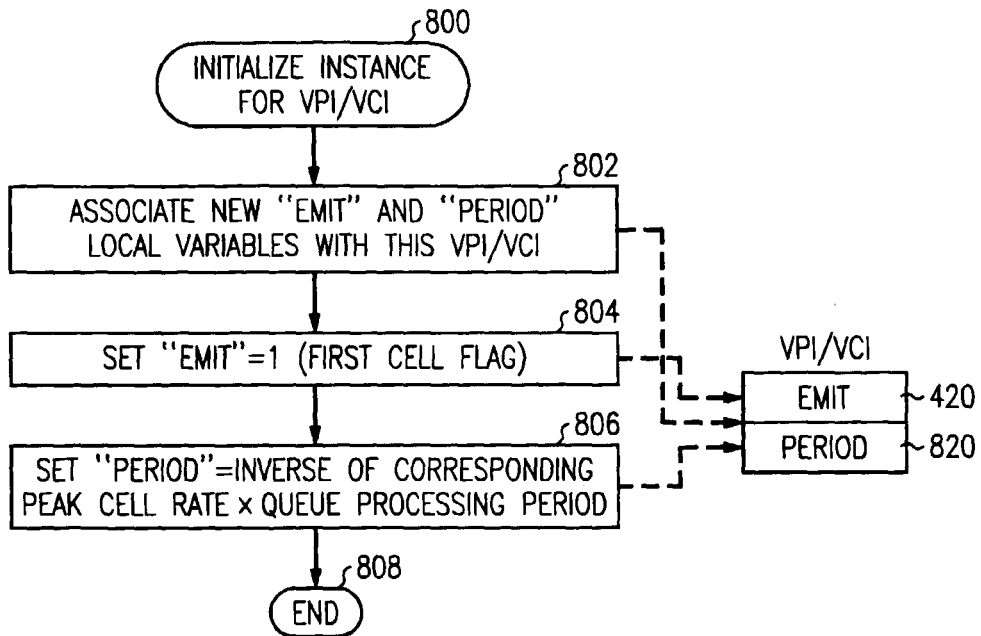 800
INITIALIZE INSTANCE
FOR VPI/VCI
802
ASSOCIATE NEW "EMIT" AND "PERIOD"
LOCAL VARIABLES WITH THIS VPI/VCI
804
SET "EMIT"=1 (FIRST CELL FLAG)
VPI/VCI
EMIT
420
PERIOD
820
806
SET "PERIOD"=INVERSE OF CORRESPONDING
PEAK CELL RATE × QUEUE PROCESSING PERIOD
808
END